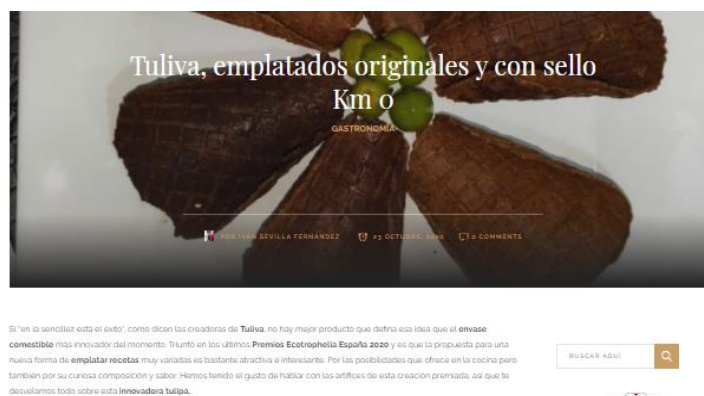 Tuliva, emplatados originales y con sello
Km 0
GASTRONOMÍA
POR IVÁN SEVILLA FERNÁNDEZ 23 OCTUBRE, 2020 0 COMMENTS
Si "en la sencillez está el éxito", como dicen las creadoras de Tuliva, no hay mejor producto que defina esa idea que el envase
comestible más innovador del momento. Triunfó en los últimos Premios Ecotrophelia España 2020 y es que la propuesta para una
nueva forma de emplatar recetas muy variadas es bastante atractiva e interesante. Por las posibilidades que ofrece en la cocina pero
también por su curiosa composición y sabor. Hemos tenido el gusto de hablar con las artífices de esta creación premiada, así que te
desvelamos todo sobre esta innovadora tulipa.
BUSCAR AQUÍ